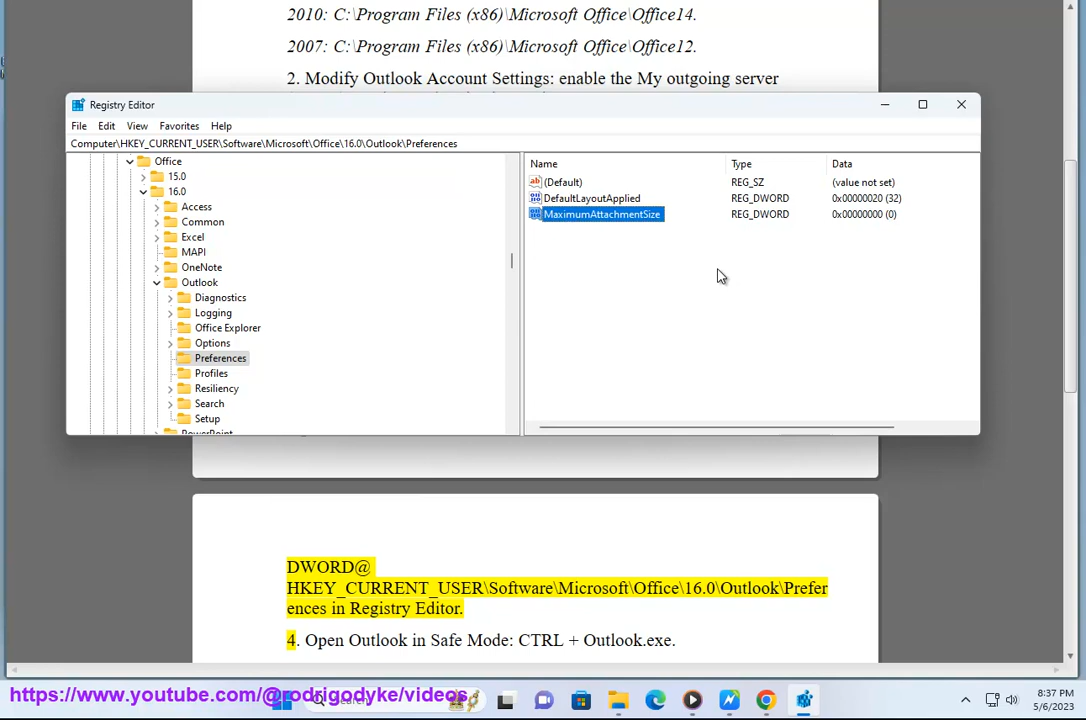 2010: C:\Program Files (x86)\Microsoft Office\Office14.
2007: C:\Program Files (x86)\Microsoft Office\Office12.
2. Modify Outlook Account Settings: enable the My outgoing server
Registry Editor
File Edit View Favorites Help
Computer\HKEY_CURRENT_USER\Software\Microsoft\Office\16.0\Outlook\Preferences
Office
15.0
16.0
Access
Common
Excel
MAPI
OneNote
Outlook
Diagnostics
Logging
Office Explorer
Options
Preferences
Profiles
Resiliency
Search
Setup
PowerPoint
Name Type Data
(Default) REG_SZ (value not set)
DefaultLayoutApplied REG_DWORD 0x00000020 (32)
MaximumAttachmentSize REG_DWORD 0x00000000 (0)
DWORD@
HKEY_CURRENT_USER\Software\Microsoft\Office\16.0\Outlook\Prefer
ences in Registry Editor.
4. Open Outlook in Safe Mode: CTRL + Outlook.exe.
https://www.youtube.com/@rodrigodyke/videos
8:37 PM
5/6/2023